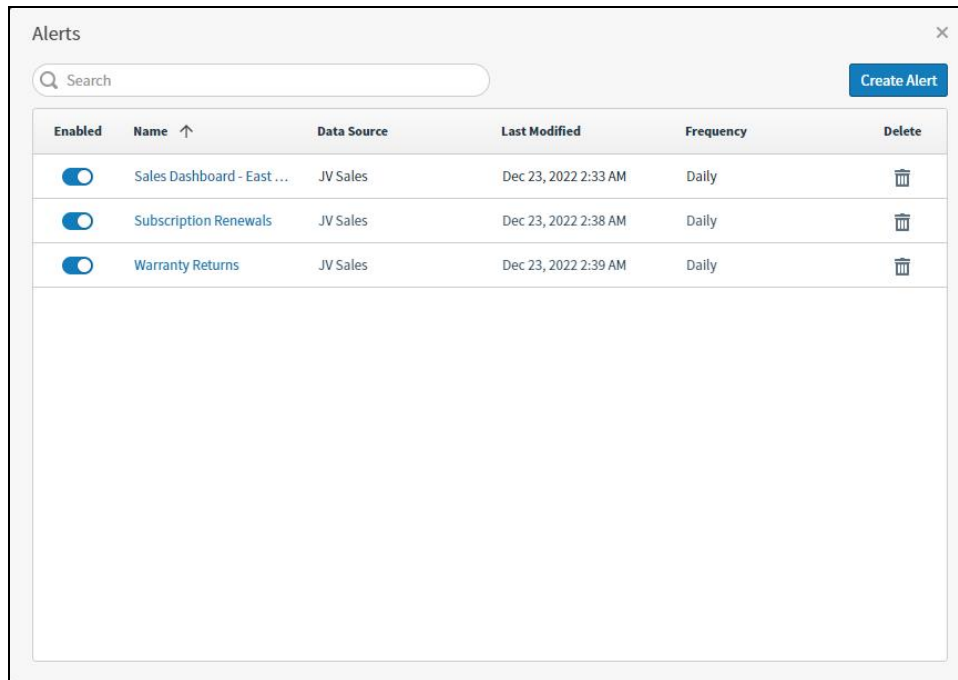 Alerts
Search
Create Alert
Enabled Name Data Source Last Modified Frequency Delete
Sales Dashboard - East ... JV Sales Dec 23, 2022 2:33 AM Daily
Subscription Renewals JV Sales Dec 23, 2022 2:38 AM Daily
Warranty Returns JV Sales Dec 23, 2022 2:39 AM Daily